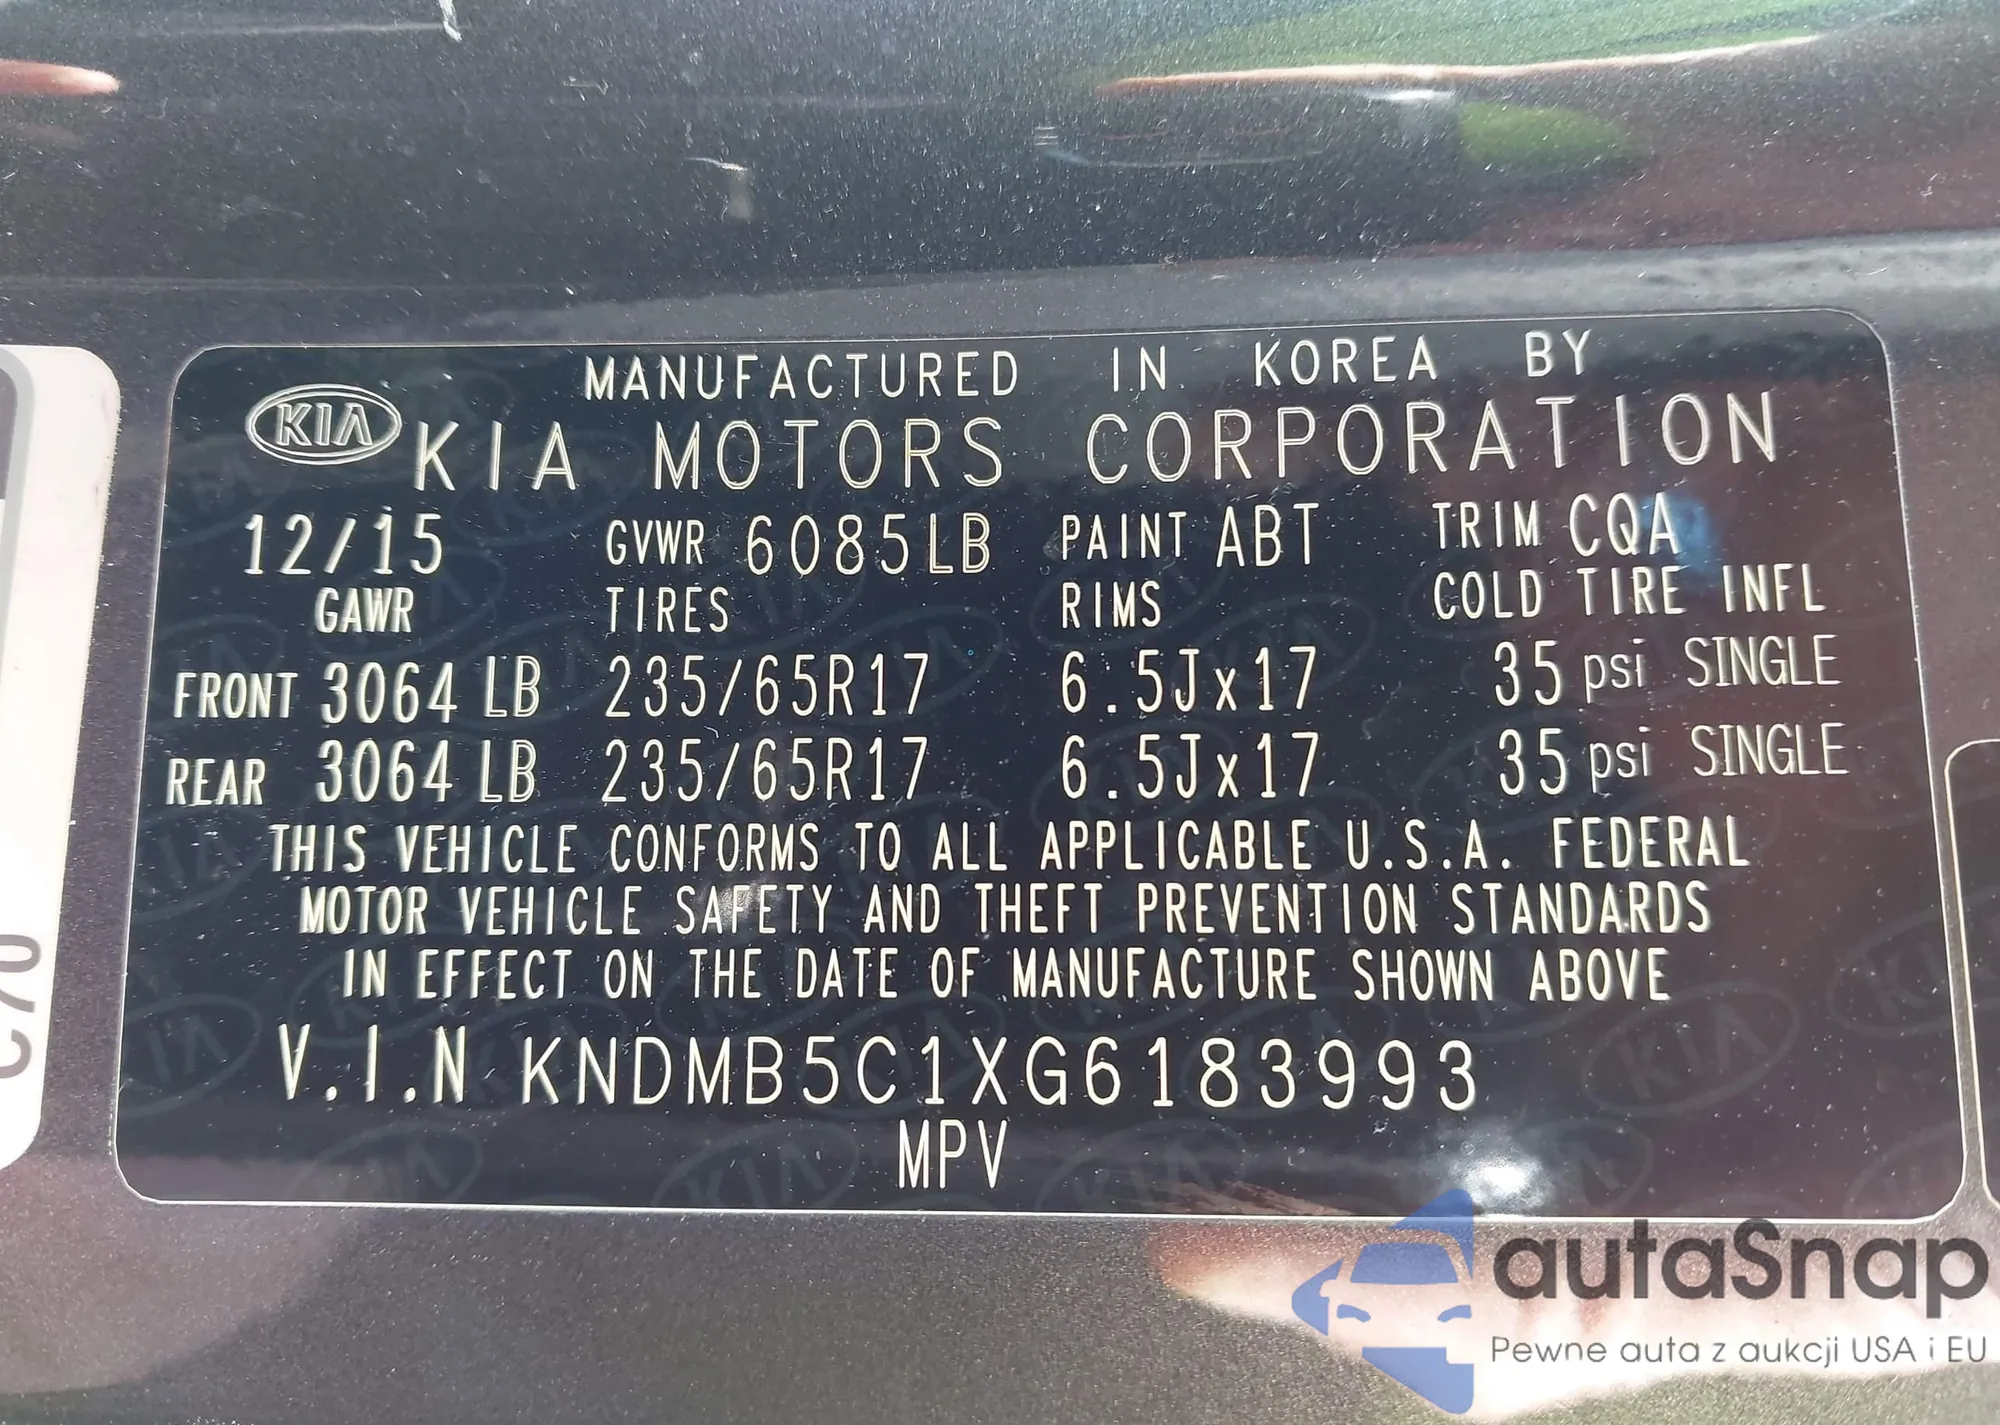 MANUFACTURED IN KOREA BY
KIA KIA MOTORS CORPORATION
12/15 GVWR 6085LB PAINT ABT TRIM CQA
GAWR TIRES RIMS COLD TIRE INFL
FRONT 3064 LB 235/65R17 6.5Jx17 35 psi SINGLE
REAR 3064 LB 235/65R17 6.5Jx17 35 psi SINGLE
THIS VEHICLE CONFORMS TO ALL APPLICABLE U.S.A. FEDERAL
MOTOR VEHICLE SAFETY AND THEFT PREVENTION STANDARDS
IN EFFECT ON THE DATE OF MANUFACTURE SHOWN ABOVE
V.I.N KNDMB5C1XG6183993
MPV
autaSnap
Pewne auta z aukcji USA i EU